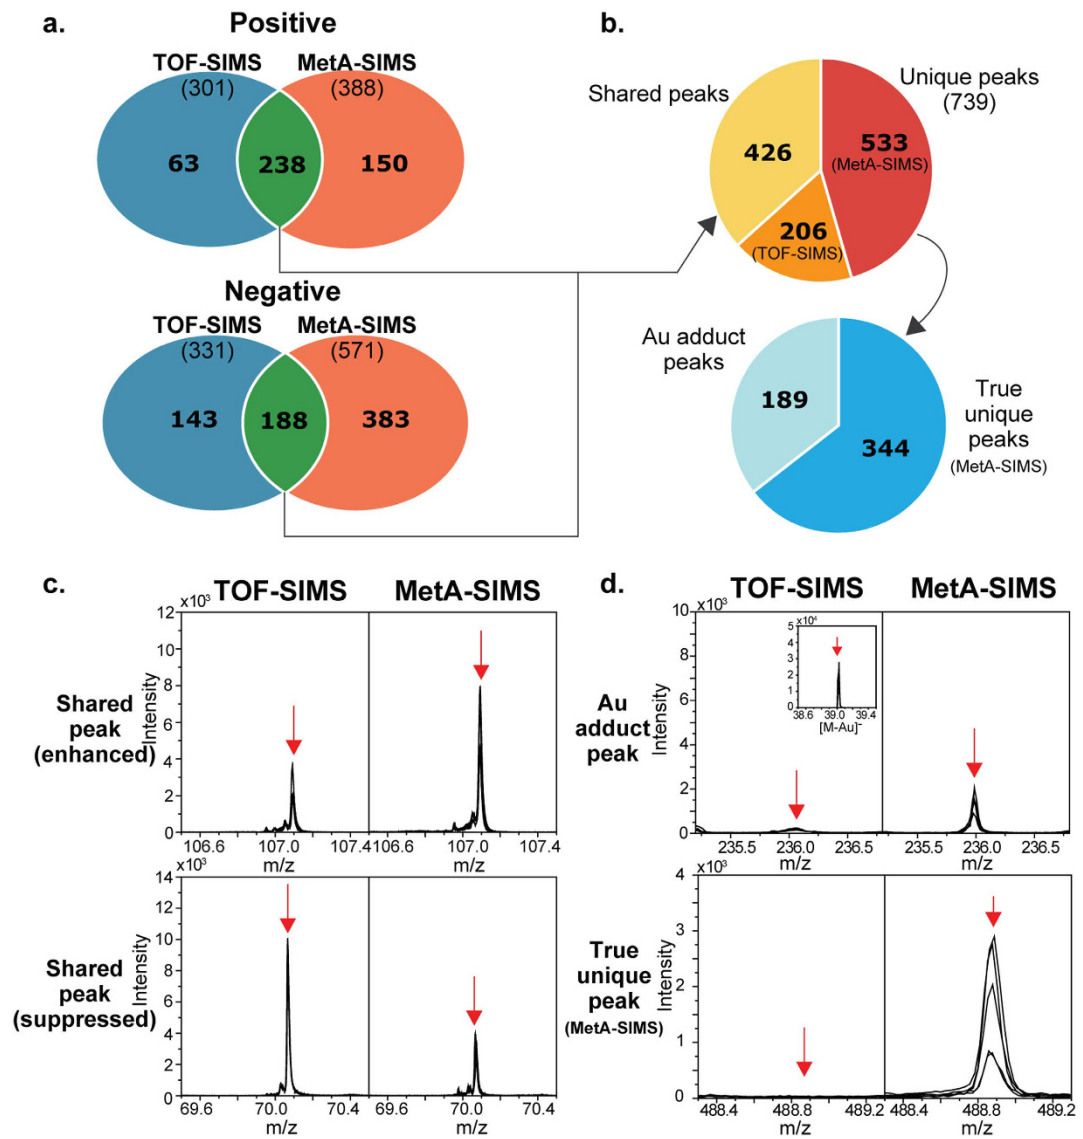 a.
Positive
TOF-SIMS
(301)
MetA-SIMS
(388)
63
238
150
Negative
TOF-SIMS
(331)
MetA-SIMS
(571)
143
188
383
b.
Shared peaks
Unique peaks
(739)
426
533
(MetA-SIMS)
206
(TOF-SIMS)
Au adduct
peaks
189
344
True
unique
peaks
(MetA-SIMS)
c.
TOF-SIMS
MetA-SIMS
Shared
peak
(enhanced)
x10³
Intensity
12
10
8
6
4
2
0
106.6
107.0
107.4
106.6
107.0
107.4
m/z
m/z
Shared
peak
(suppressed)
x10³
Intensity
14
12
10
8
6
4
2
0
69.6
70.0
70.4
69.6
70.0
70.4
m/z
m/z
d.
TOF-SIMS
MetA-SIMS
Au
adduct
peak
x10³
Intensity
10
8
6
4
2
0
x10⁴
5
4
3
2
1
0
38.6
39.0
39.4
[M-Au]⁻
235.5
236.0
236.5
235.5
236.0
236.5
m/z
m/z
True
unique
peak
(MetA-SIMS)
x10³
Intensity
4
3
2
1
0
488.4
488.8
489.2
488.4
488.8
489.2
m/z
m/z